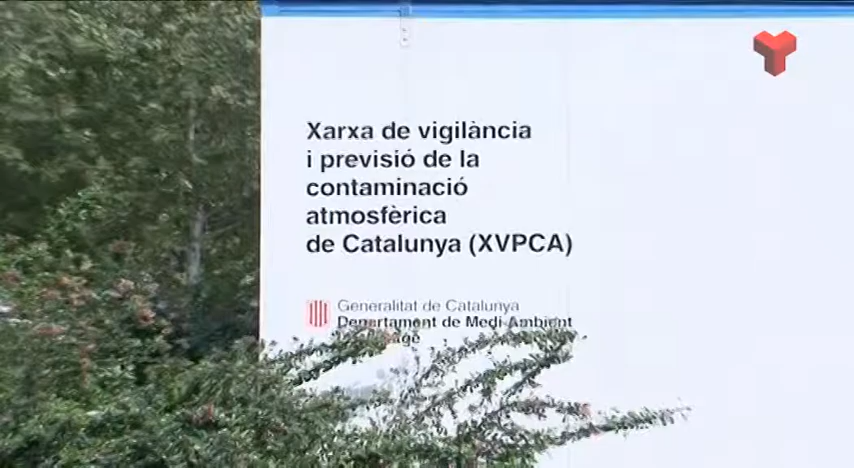 Xarxa de vigilància
i previsió de la
contaminació
atmosfèrica
de Catalunya (XVPCA)
Generalitat de Catalunya
Departament de Medi Ambient